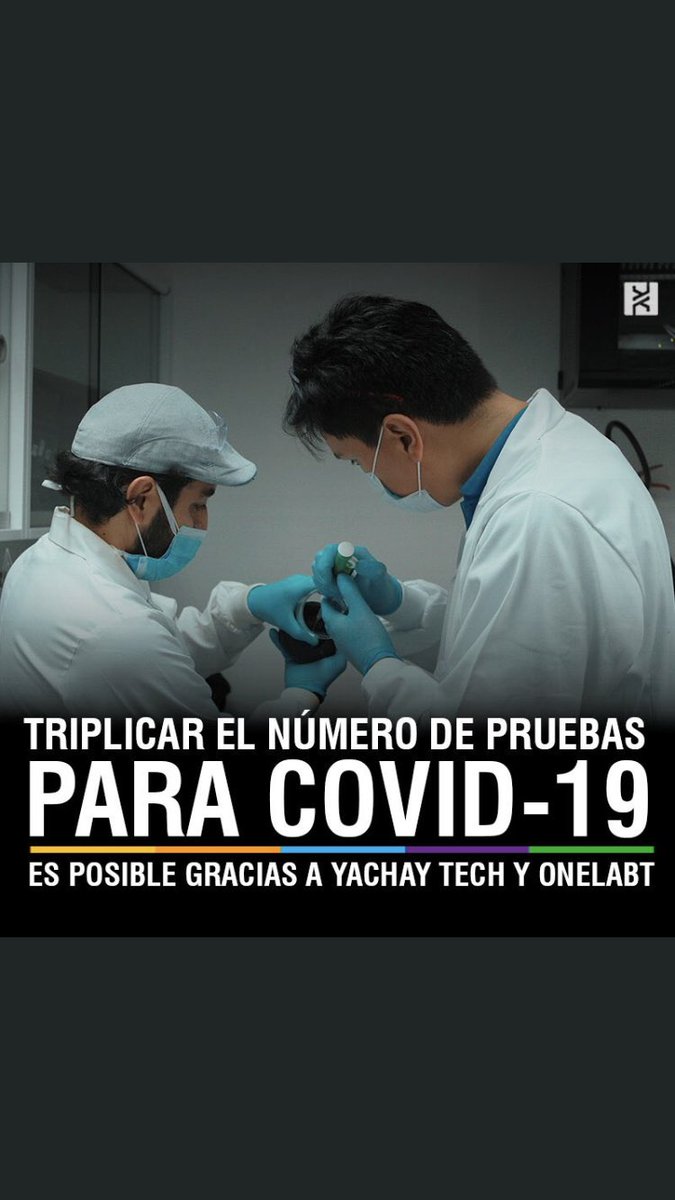 TRIPLICAR EL NÚMERO DE PRUEBAS
PARA COVID-19
ES POSIBLE GRACIAS A YACHAY TECH Y ONELABT